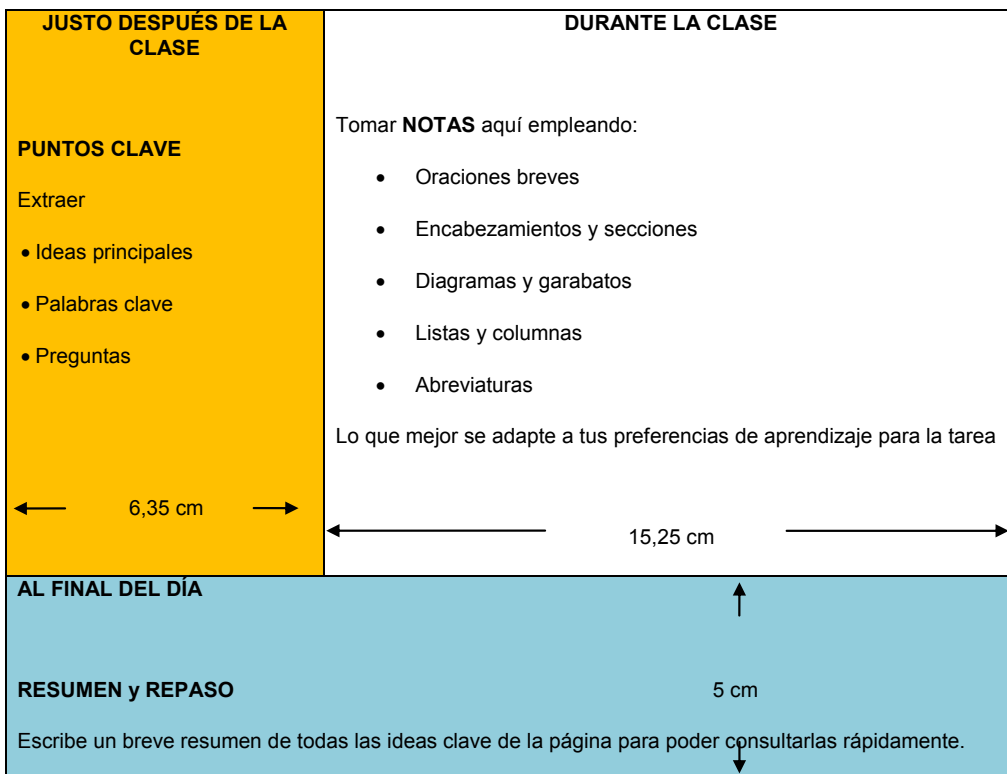 JUSTO DESPUÉS DE LA
CLASE
PUNTOS CLAVE
Extraer
• Ideas principales
• Palabras clave
• Preguntas
6,35 cm
DURANTE LA CLASE
Tomar NOTAS aquí empleando:
• Oraciones breves
• Encabezamientos y secciones
• Diagramas y garabatos
• Listas y columnas
• Abreviaturas
Lo que mejor se adapte a tus preferencias de aprendizaje para la tarea
15,25 cm
AL FINAL DEL DÍA
RESUMEN y REPASO
5 cm
Escribe un breve resumen de todas las ideas clave de la página para poder consultarlas rápidamente.